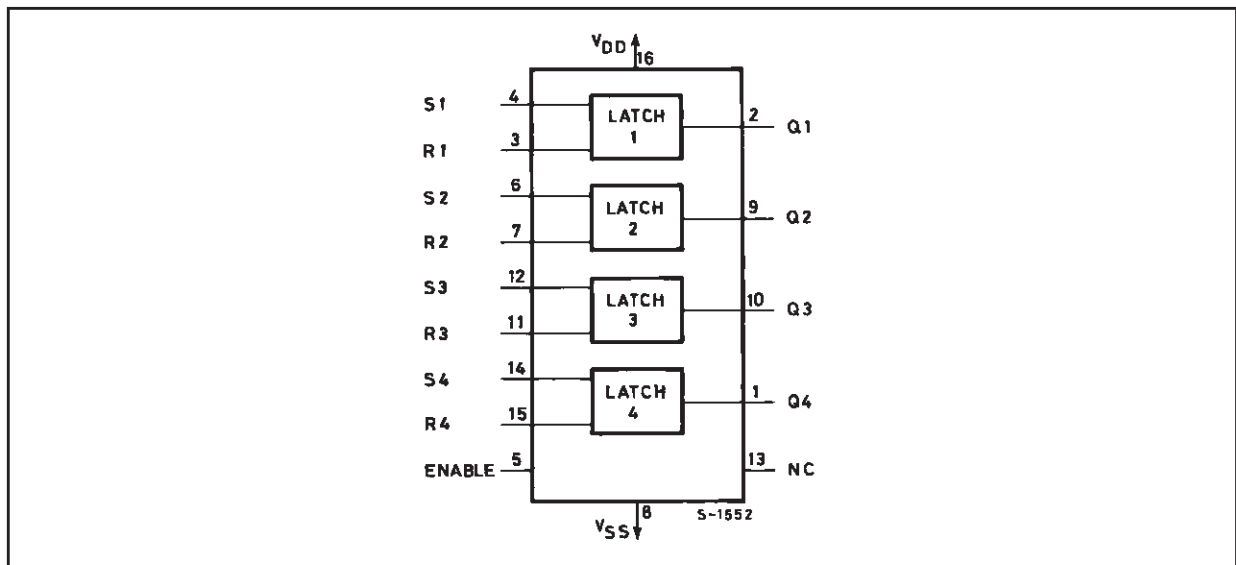 VDD
16
S1 4 LATCH 1 2 Q1
R1 3
S2 6 LATCH 2 9 Q2
R2 7
S3 12 LATCH 3 10 Q3
R3 11
S4 14 LATCH 4 1 Q4
R4 15
ENABLE 5 13 NC
8 S-1552
VSS